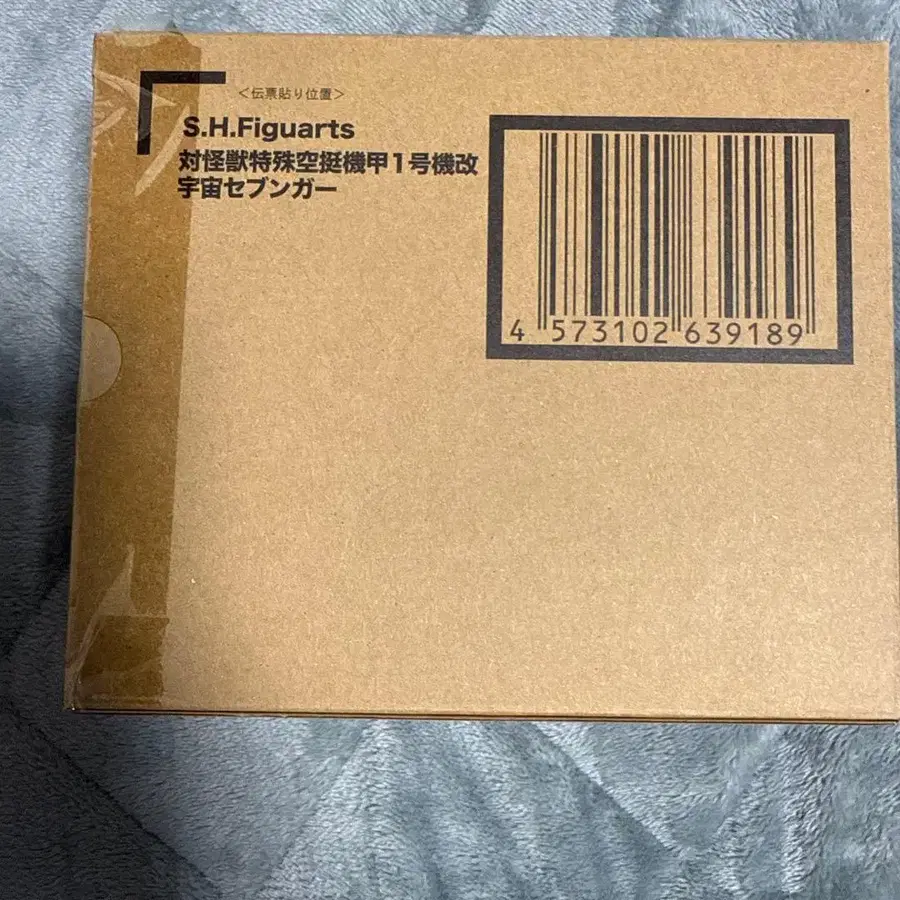 ＜伝票貼り位置＞
S.H.Figuarts
対怪獣特殊空挺機甲1号機改
宇宙セブンガー
4 573102 639189